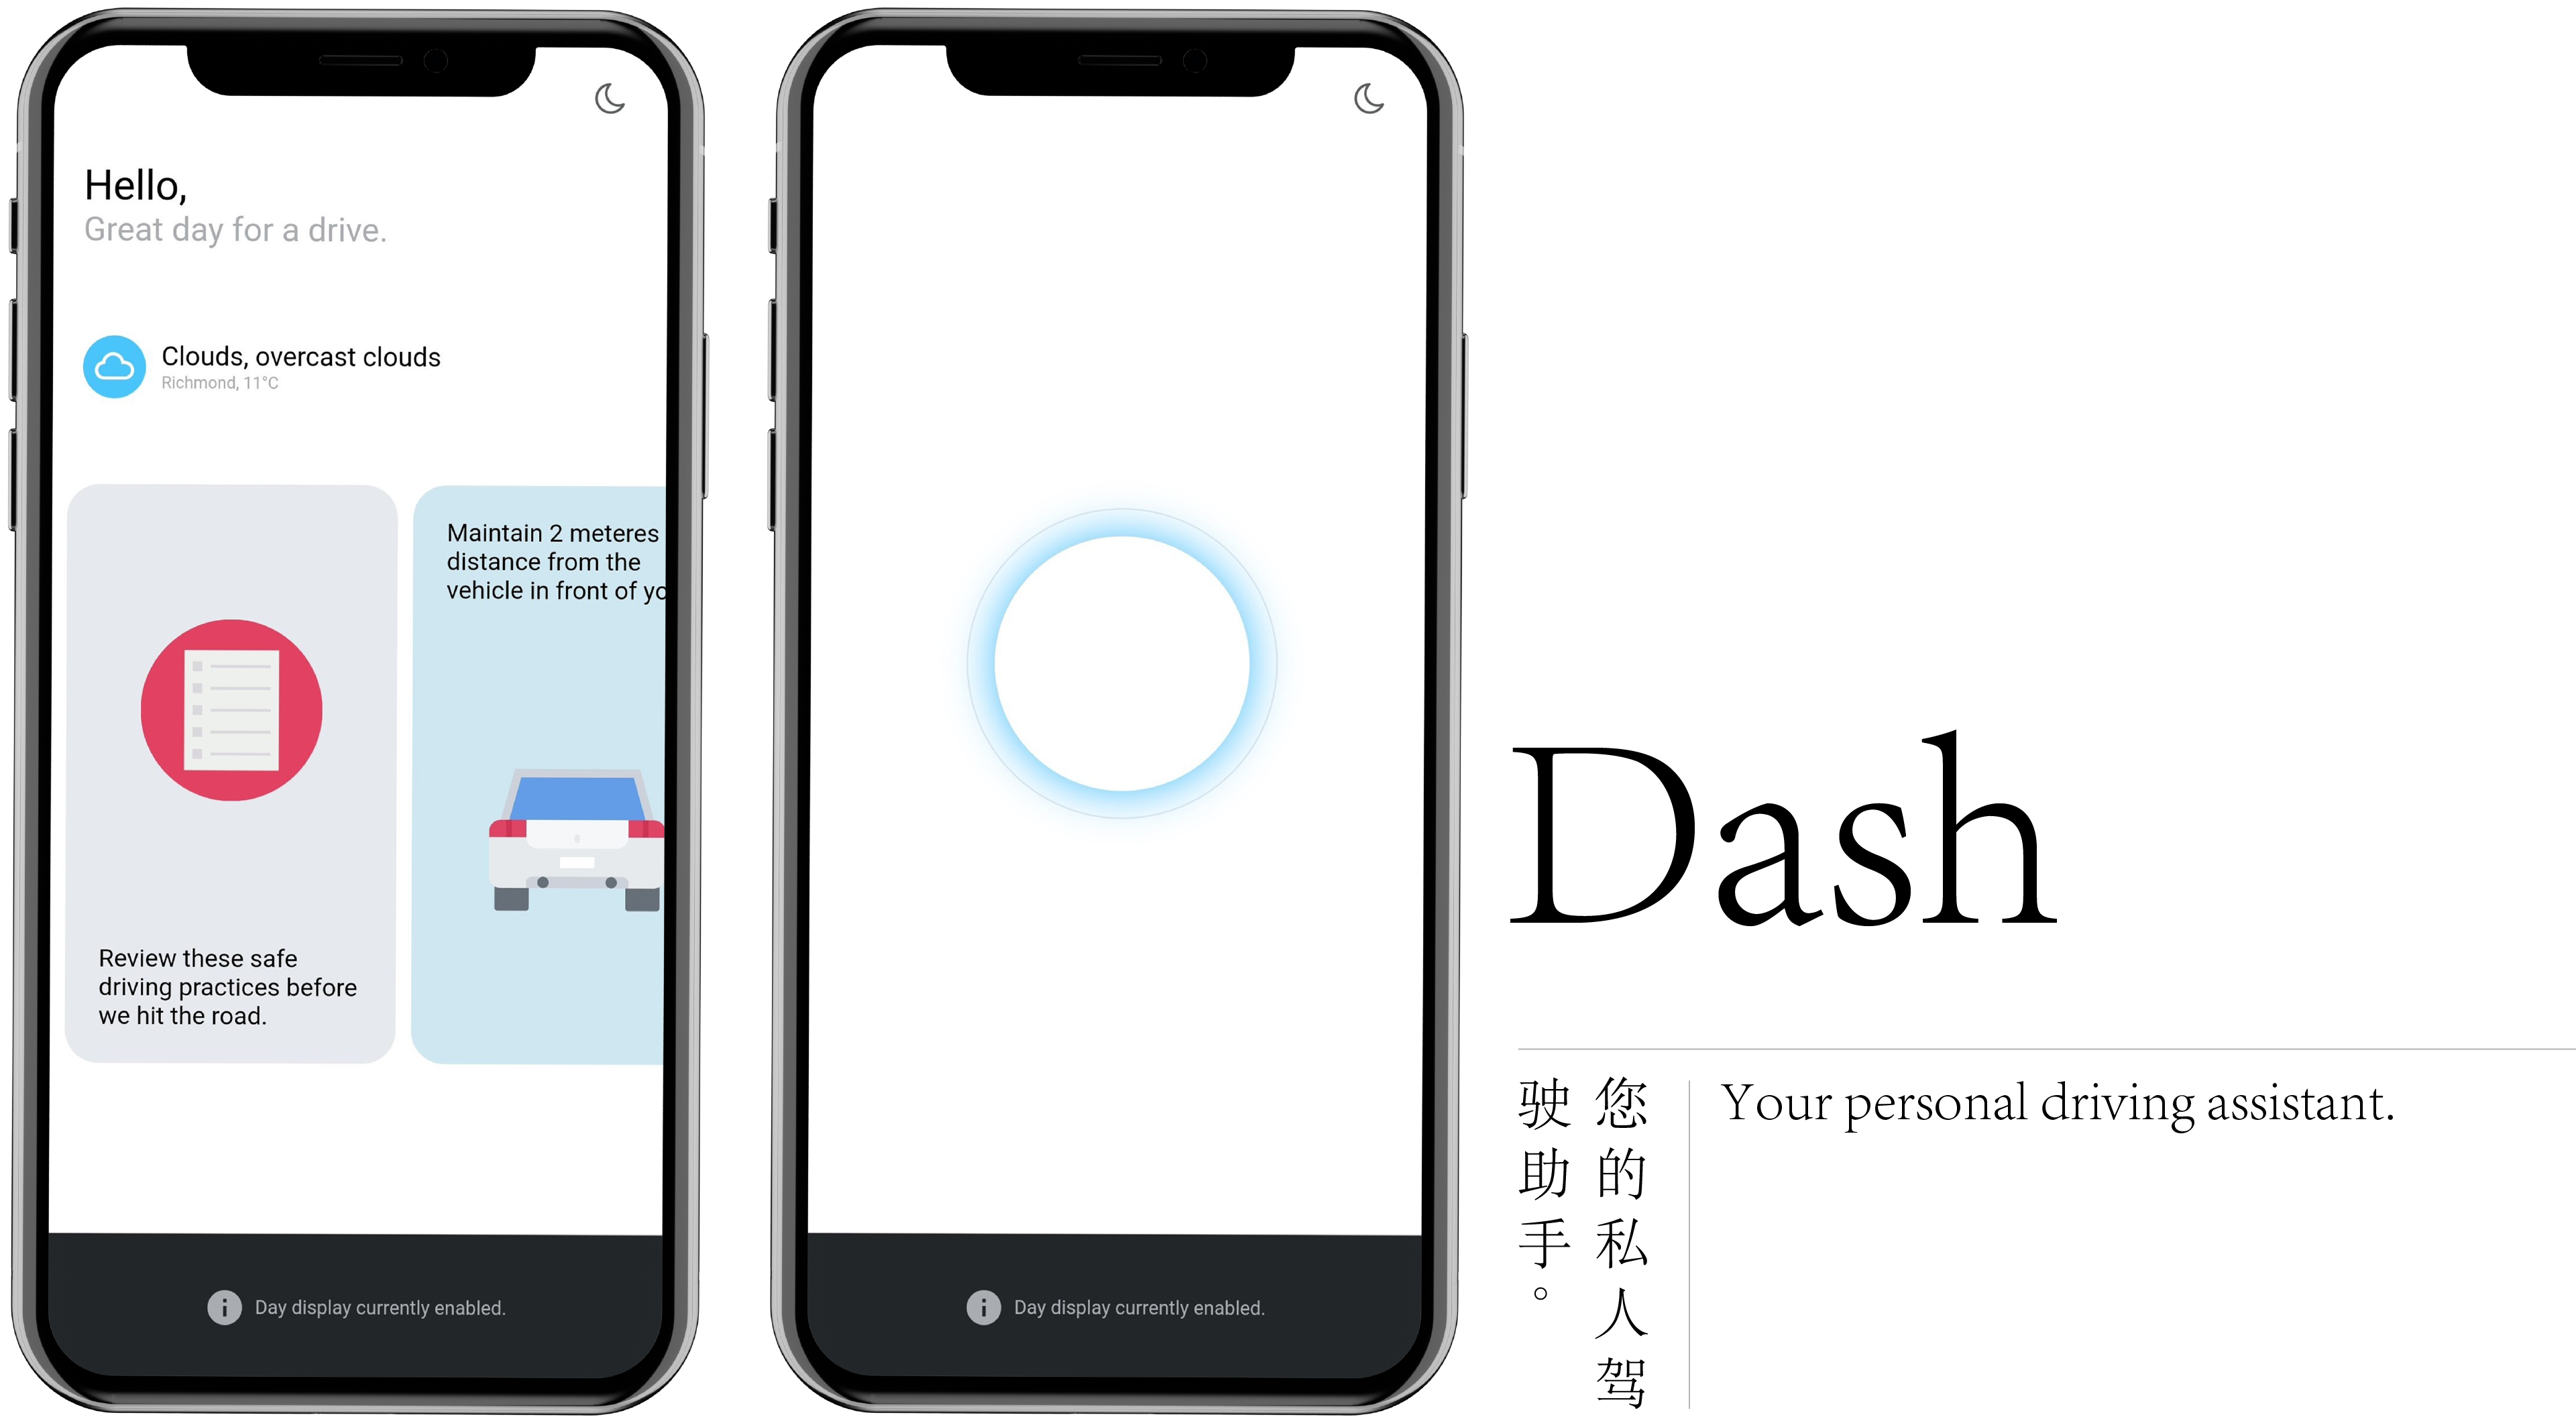 Hello,
Great day for a drive.
Clouds, overcast clouds
Richmond, 11°C
Review these safe
driving practices before
we hit the road.
Maintain 2 meteres
distance from the
vehicle in front of yo
Day display currently enabled.
Day display currently enabled.
Dash
您的私人驾
驶助手。
Your personal driving assistant.